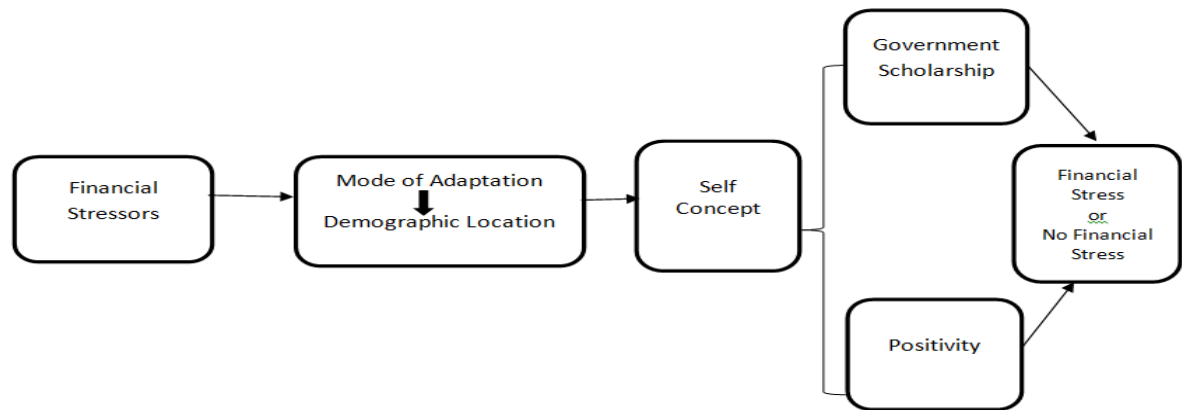 Financial
Stressors
Mode of Adaptation
Demographic Location
Self
Concept
Government
Scholarship
Positivity
Financial
Stress
or
No Financial
Stress